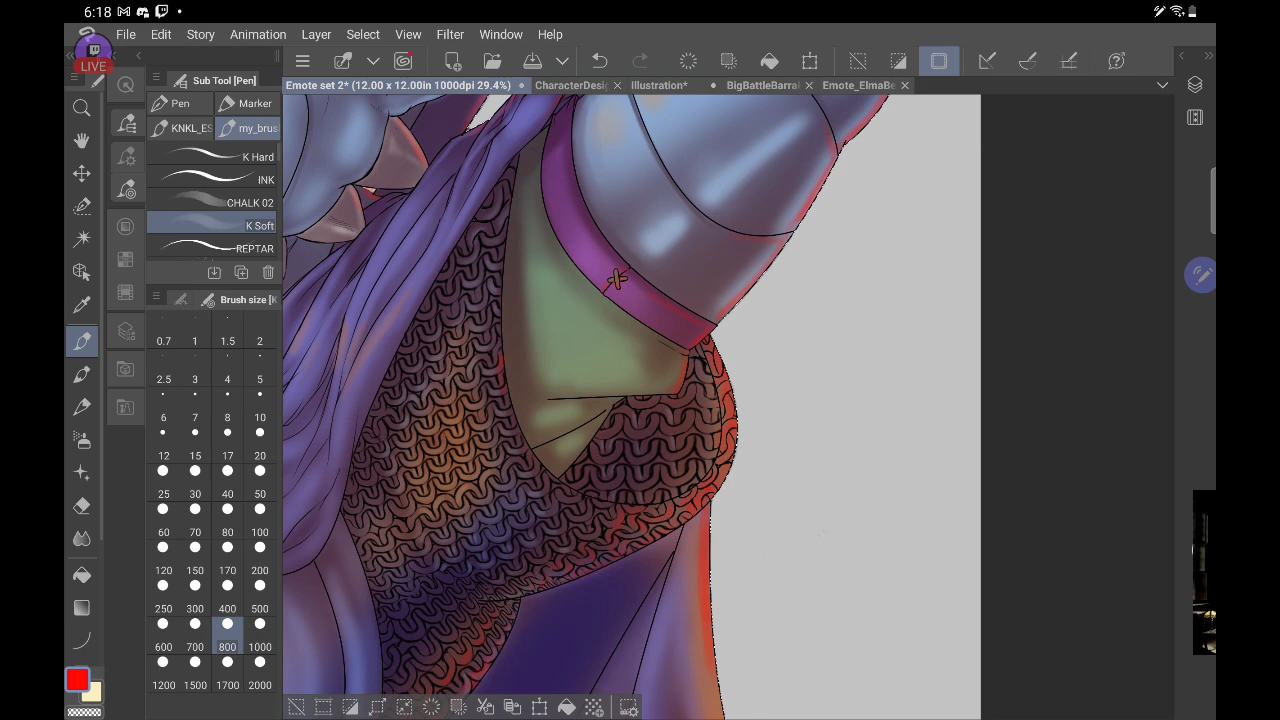 6:18
LIVE
File Edit Story Animation Layer Select View Filter Window Help
Sub Tool [Pen]
Emote set 2* (12.00 x 12.00in 1000dpi 29.4%) CharacterDesi Illustration* BigBattleBarra Emote_ElmaBe
Pen Marker
KNKL_ES my_brus
K Hard
INK
CHALK 02
K Soft
REPTAR
Brush size [K
0.7 1 1.5 2
2.5 3 4 5
6 7 8 10
12 15 17 20
25 30 40 50
60 70 80 100
120 150 170 200
250 300 400 500
600 700 800 1000
1200 1500 1700 2000